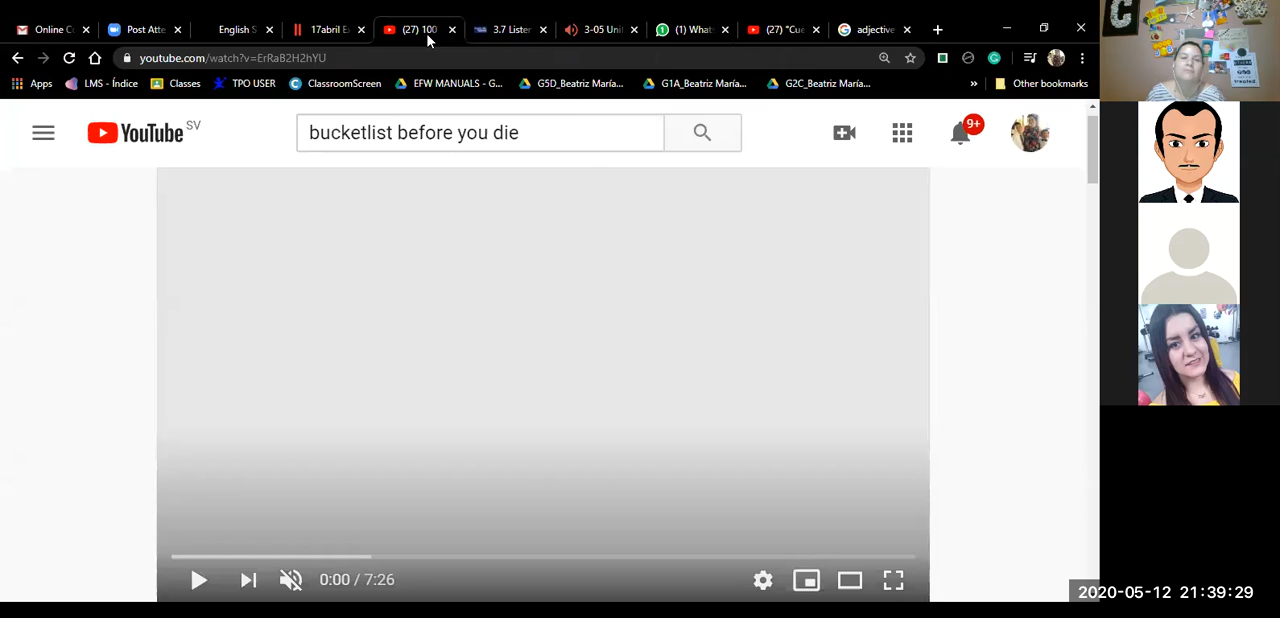 Online C
Post Atte
English S
17abril E
(27) 100
3.7 Listen
3-05 Uni
(1) What
(27) "Cue
adjective
youtube.com/watch?v=ErRaB2H2hYU
Apps
LMS - Índice
Classes
TPO USER
ClassroomScreen
EFW MANUALS - G...
G5D_Beatriz María...
G1A_Beatriz María...
G2C_Beatriz María...
»
Other bookmarks
YouTube SV
bucketlist before you die
9+
0:00 / 7:26
2020-05-12 21:39:29